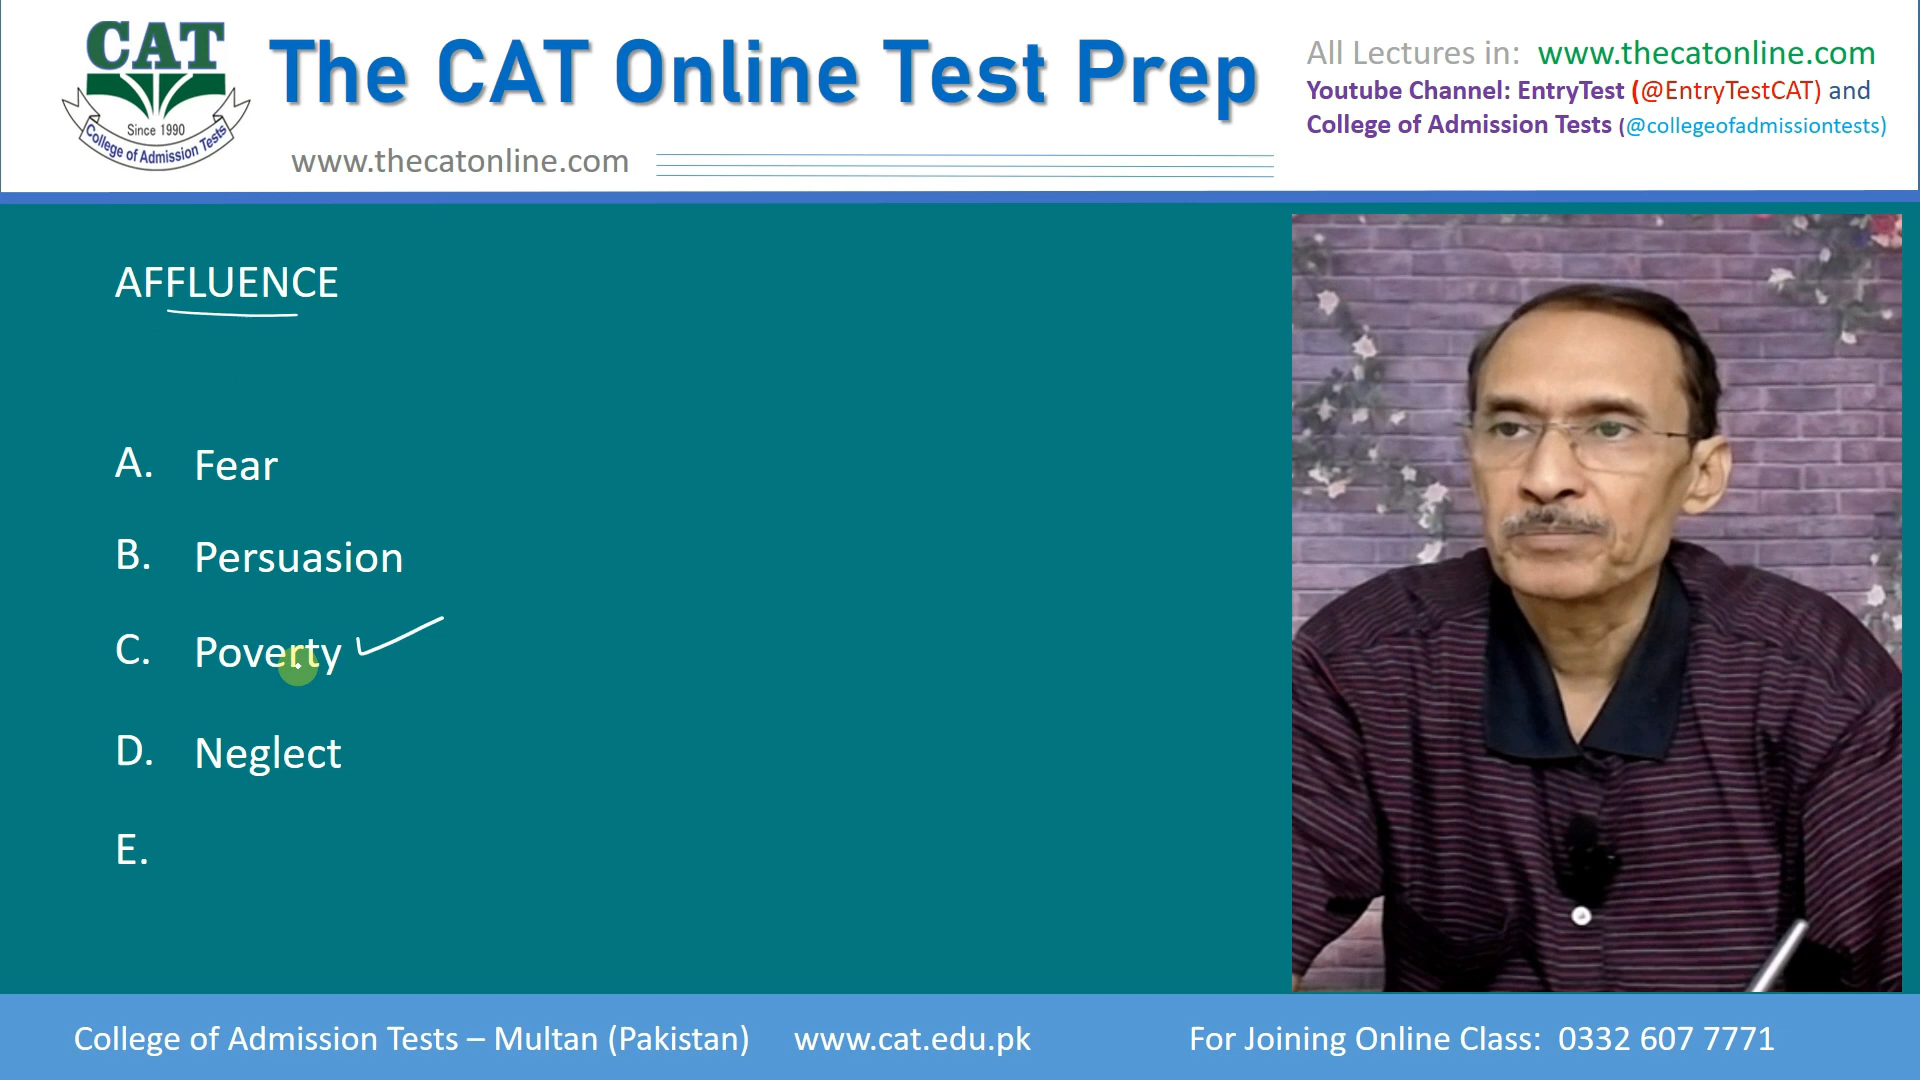 CAT
Since 1990
College of Admission Tests
The CAT Online Test Prep
www.thecatonline.com
All Lectures in: www.thecatonline.com
Youtube Channel: EntryTest (@EntryTestCAT) and
College of Admission Tests (@collegeofadmissiontests)
AFFLUENCE
A. Fear
B. Persuasion
C. Poverty
D. Neglect
E.
College of Admission Tests – Multan (Pakistan) www.cat.edu.pk For Joining Online Class: 0332 607 7771